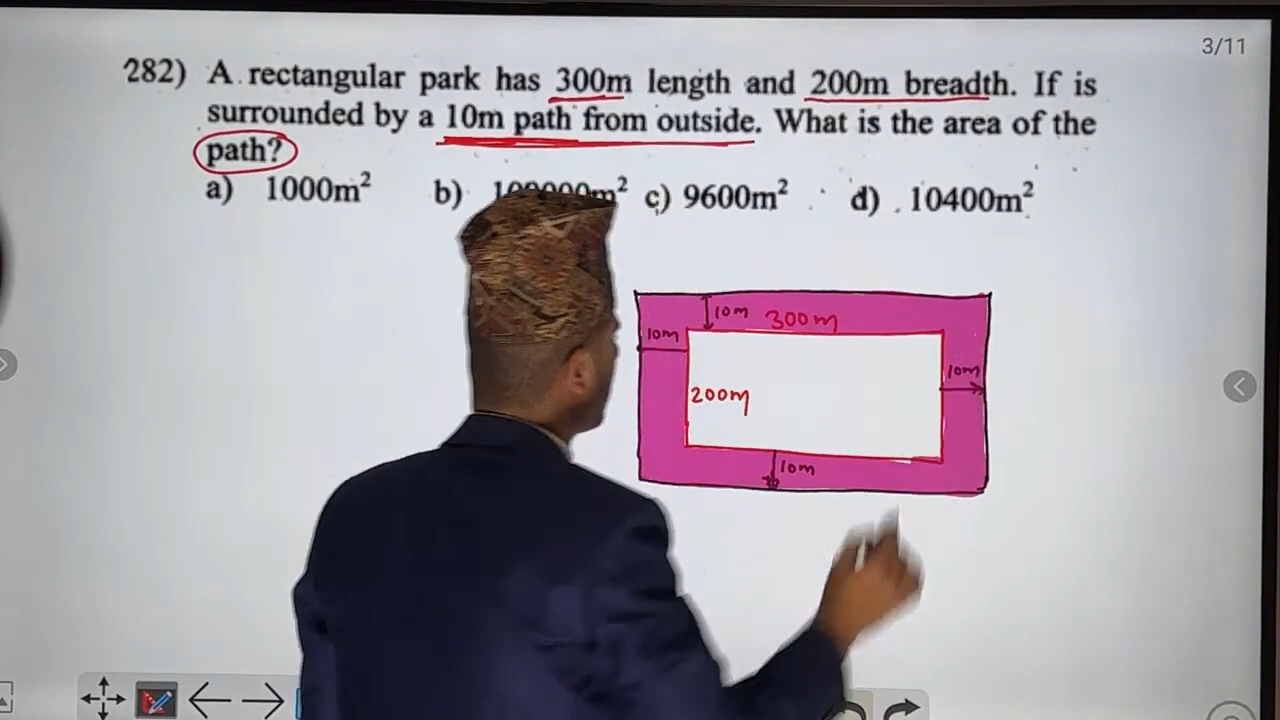 3/11
282) A rectangular park has 300m length and 200m breadth. If is
surrounded by a 10m path from outside. What is the area of the
path?
a) 1000m² b) m² c) 9600m² d) 10400m²
10m 300m
10m
10m
200m
10m